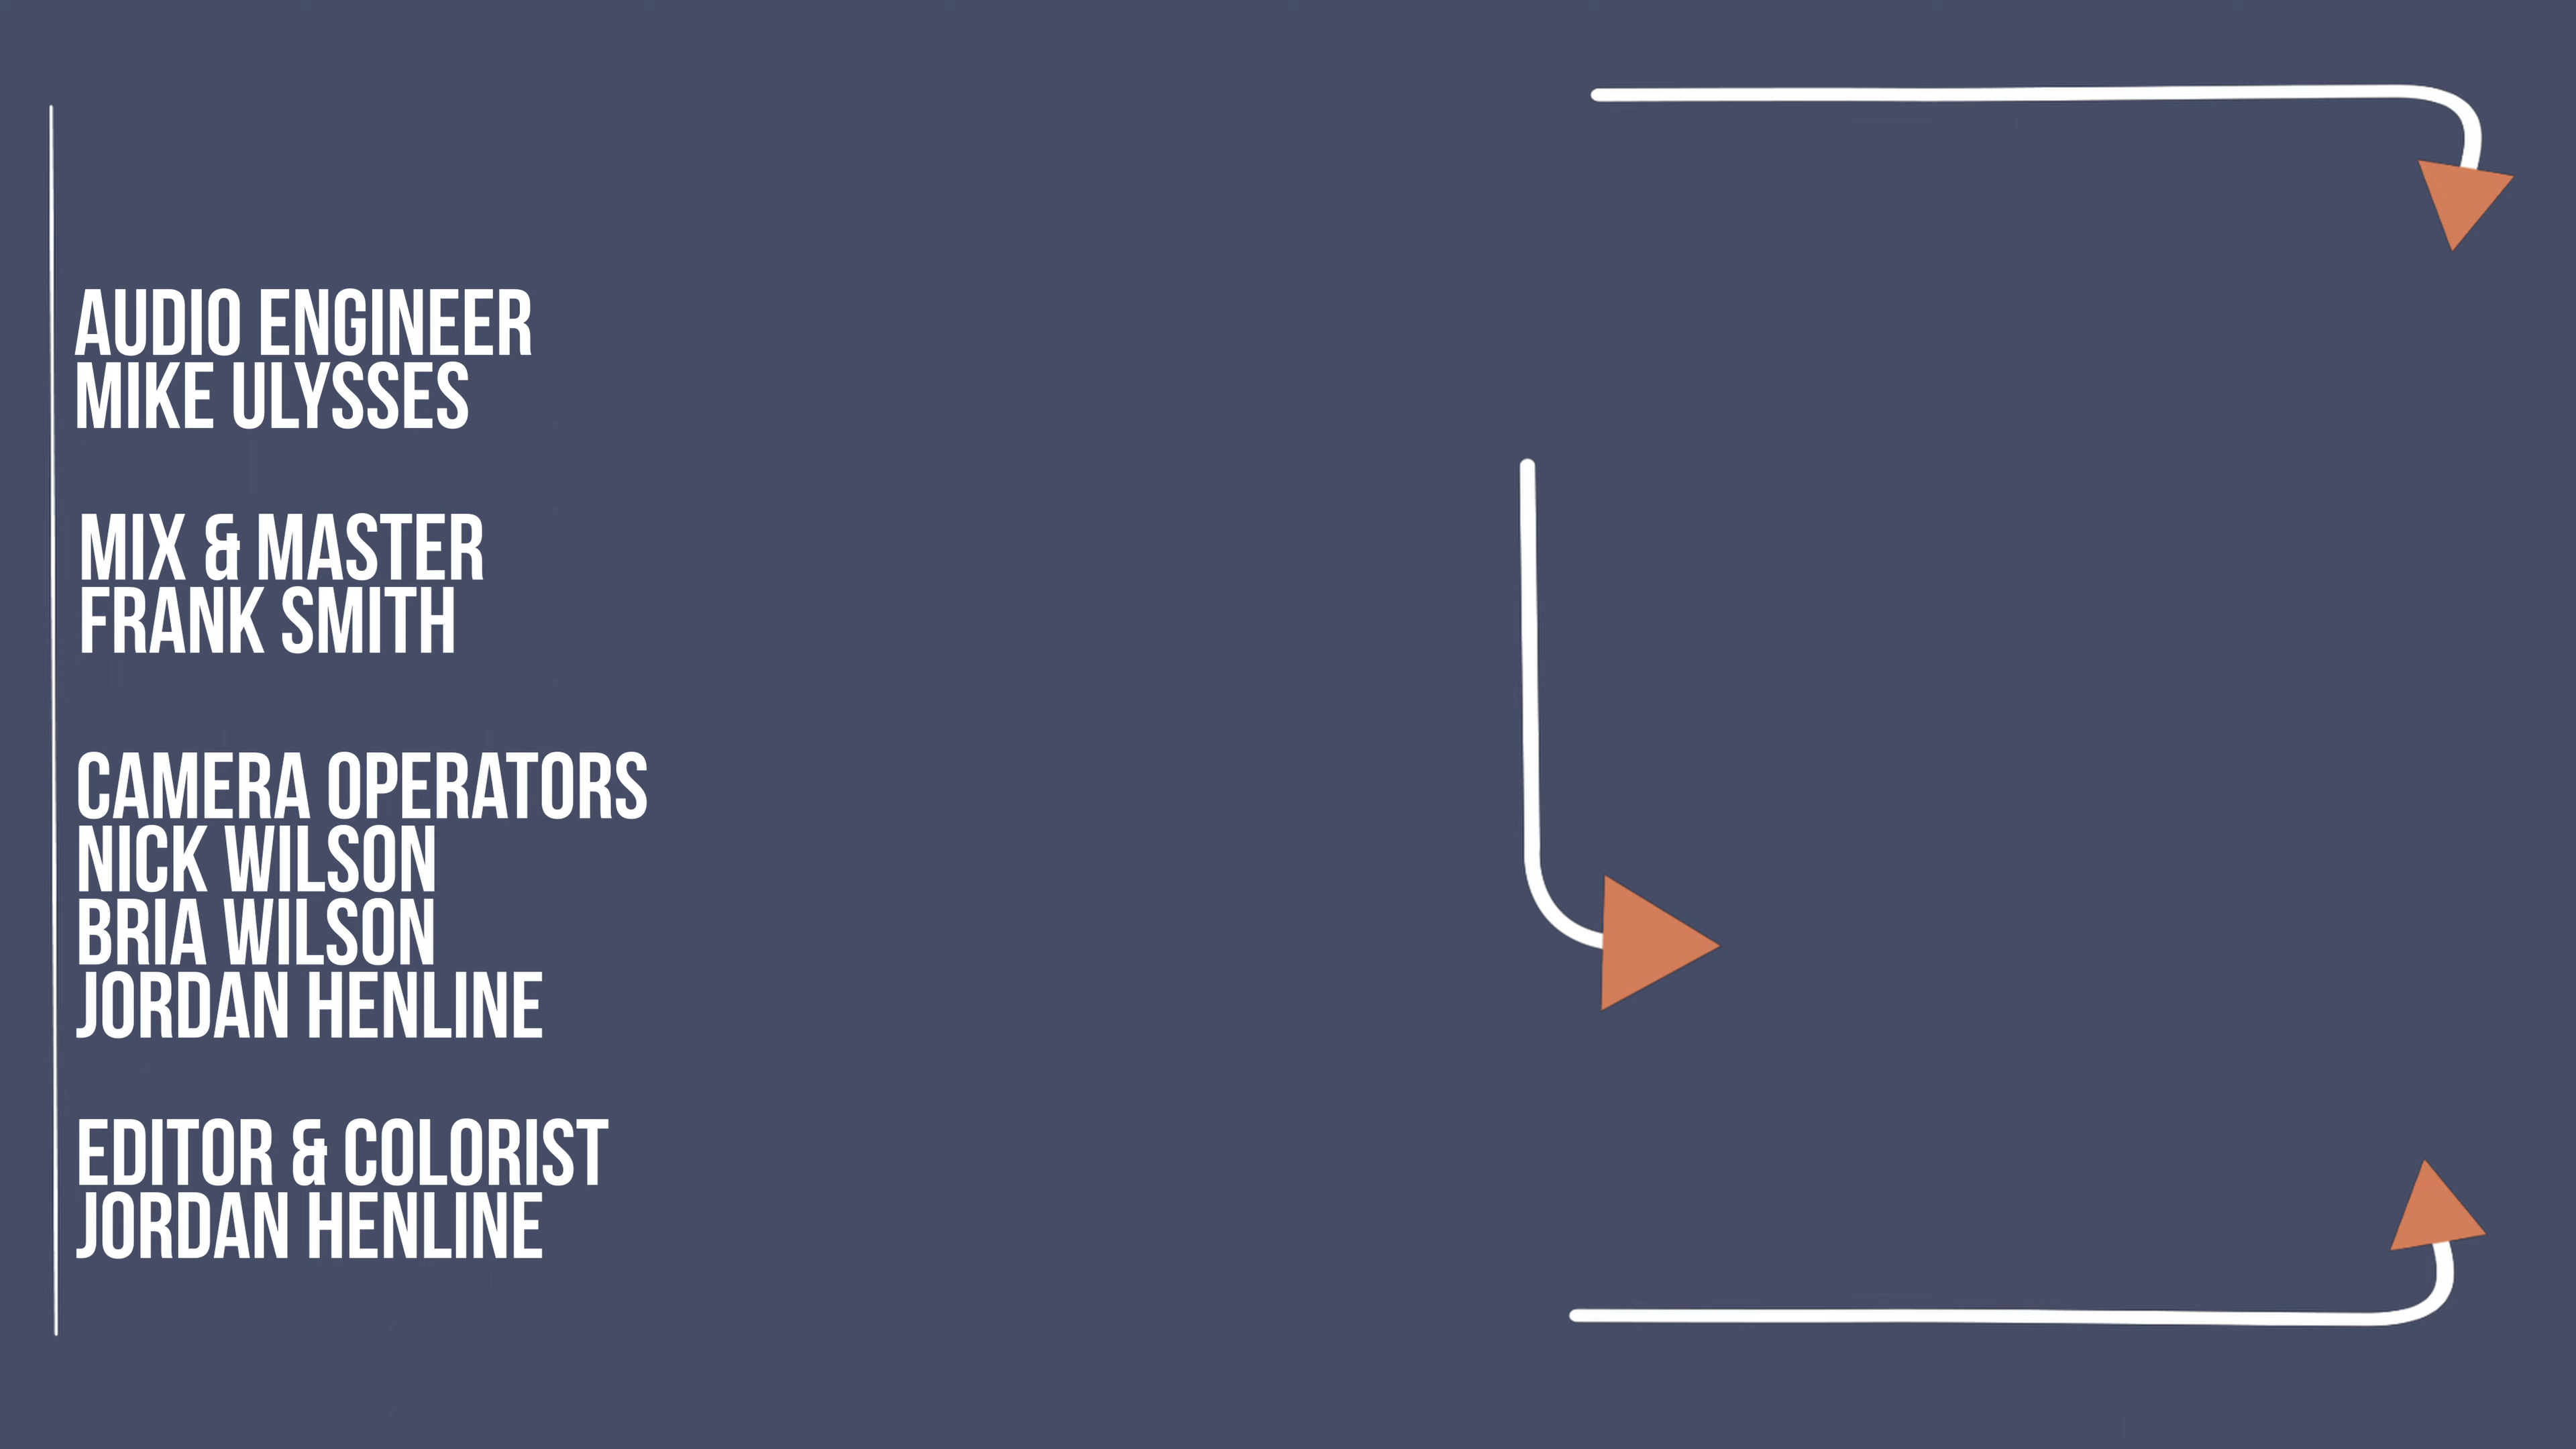 AUDIO ENGINEER
MIKE ULYSSES
MIX & MASTER
FRANK SMITH
CAMERA OPERATORS
NICK WILSON
BRIA WILSON
JORDAN HENLINE
EDITOR & COLORIST
JORDAN HENLINE